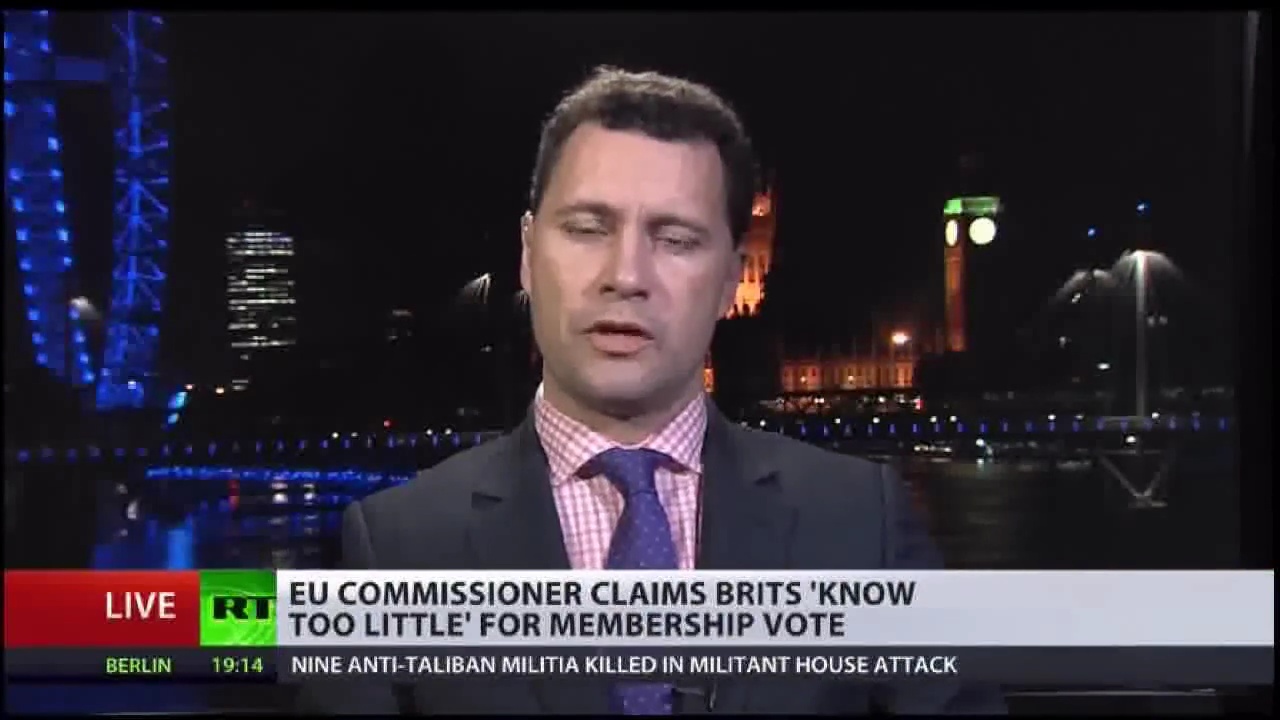 LIVE
RT
EU COMMISSIONER CLAIMS BRITS 'KNOW
TOO LITTLE' FOR MEMBERSHIP VOTE
BERLIN 19:14
NINE ANTI-TALIBAN MILITIA KILLED IN MILITANT HOUSE ATTACK